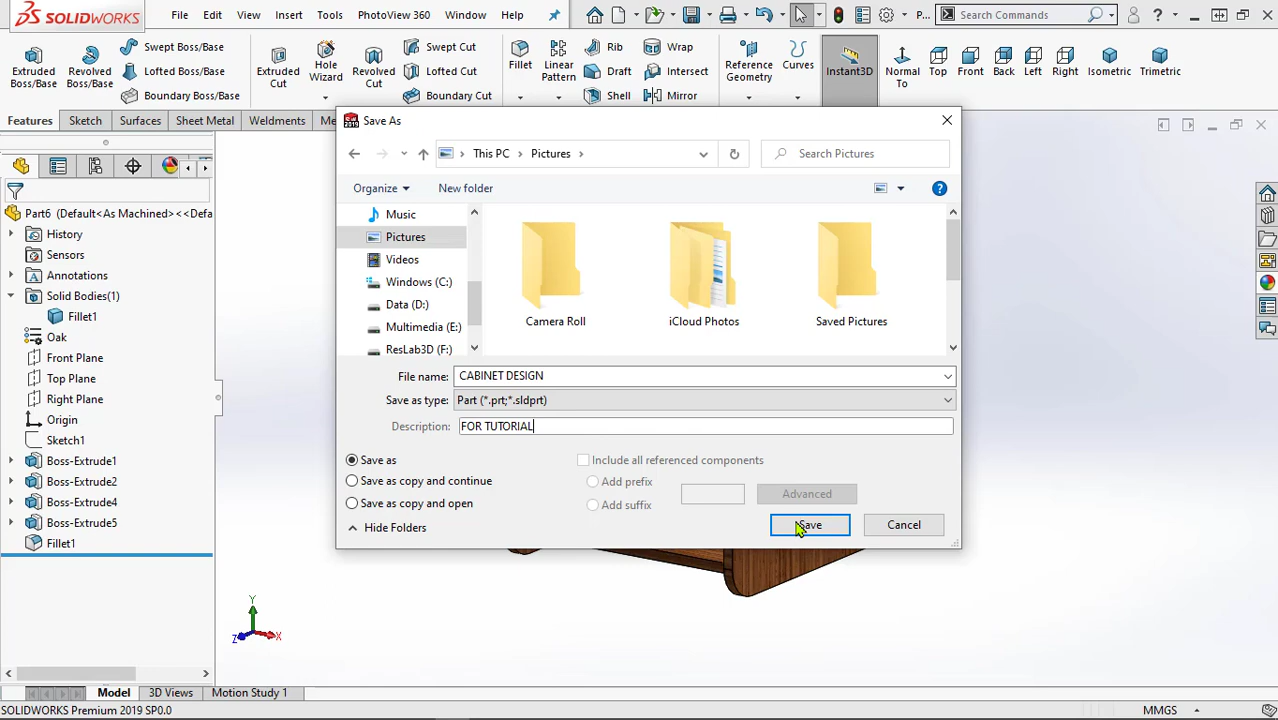 SOLIDWORKS File Edit View Insert Tools PhotoView 360 Window Help P... Search Commands
Extruded Boss/Base Revolved Boss/Base Swept Boss/Base Lofted Boss/Base Boundary Boss/Base Extruded Cut Hole Wizard Revolved Cut Swept Cut Lofted Cut Boundary Cut Fillet Linear Pattern Rib Draft Shell Wrap Intersect Mirror Reference Geometry Curves Instant3D Normal To Top Front Back Left Right Isometric Trimetric
Features Sketch Surfaces Sheet Metal Weldments
2019 Save As
This PC Pictures Search Pictures
Organize New folder
Part6 (Default<As Machined><<Defa
History
Sensors
Annotations
Solid Bodies(1)
Fillet1
Oak
Front Plane
Top Plane
Right Plane
Origin
Sketch1
Boss-Extrude1
Boss-Extrude2
Boss-Extrude4
Boss-Extrude5
Fillet1
Music
Pictures
Videos
Windows (C:)
Data (D:)
Multimedia (E:)
ResLab3D (F:)
Camera Roll iCloud Photos Saved Pictures
File name: CABINET DESIGN
Save as type: Part (*.prt;*.sldprt)
Description: FOR TUTORIAL
Save as Include all referenced components
Save as copy and continue Add prefix Advanced
Save as copy and open Add suffix
Hide Folders Save Cancel
Y
Z X
Model 3D Views Motion Study 1
SOLIDWORKS Premium 2019 SP0.0 MMGS